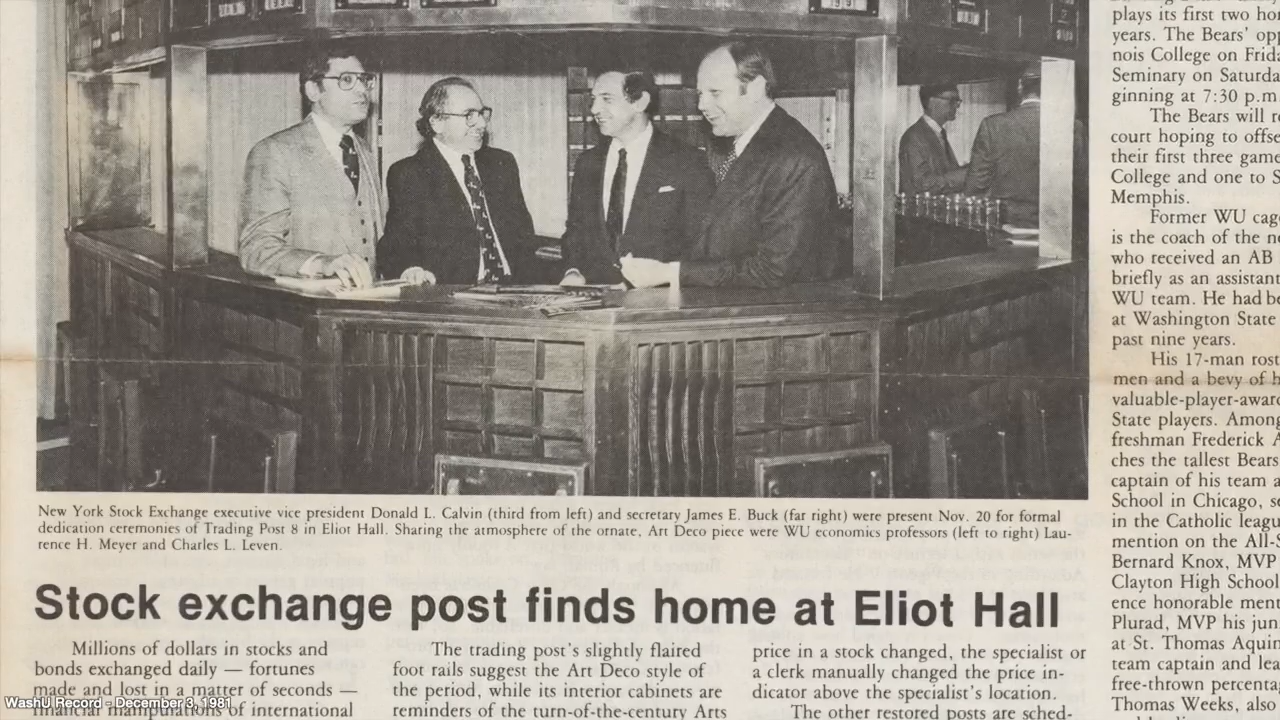 New York Stock Exchange executive vice president Donald L. Calvin (third from left) and secretary James E. Buck (far right) were present Nov. 20 for formal
dedication ceremonies of Trading Post 8 in Eliot Hall. Sharing the atmosphere of the ornate, Art Deco piece were WU economics professors (left to right) Lau-
rence H. Meyer and Charles L. Leven.
Stock exchange post finds home at Eliot Hall
Millions of dollars in stocks and
bonds exchanged daily — fortunes
made and lost in a matter of seconds —
financial manipulations of international
The trading post's slightly flaired
foot rails suggest the Art Deco style of
the period, while its interior cabinets are
reminders of the turn-of-the-century Arts
price in a stock changed, the specialist or
a clerk manually changed the price in-
dicator above the specialist's location.
The other restored posts are sched-
plays its first two ho
years. The Bears' opp
nois College on Frida
Seminary on Saturda
ginning at 7:30 p.m
The Bears will re
court hoping to offse
their first three game
College and one to S
Memphis.
Former WU cag
is the coach of the n
who received an AB
briefly as an assistan
WU team. He had b
at Washington State
past nine years.
His 17-man rost
men and a bevy of h
valuable-player-awar
State players. Among
freshman Frederick A
ches the tallest Bears
captain of his team a
School in Chicago, s
in the Catholic leagu
mention on the All-S
Bernard Knox, MVP
Clayton High School
ence honorable men
Plurad, MVP his jun
at St. Thomas Aquin
team captain and lea
free-thrown percenta
Thomas Weeks, also
WashU Record - December 3, 1981